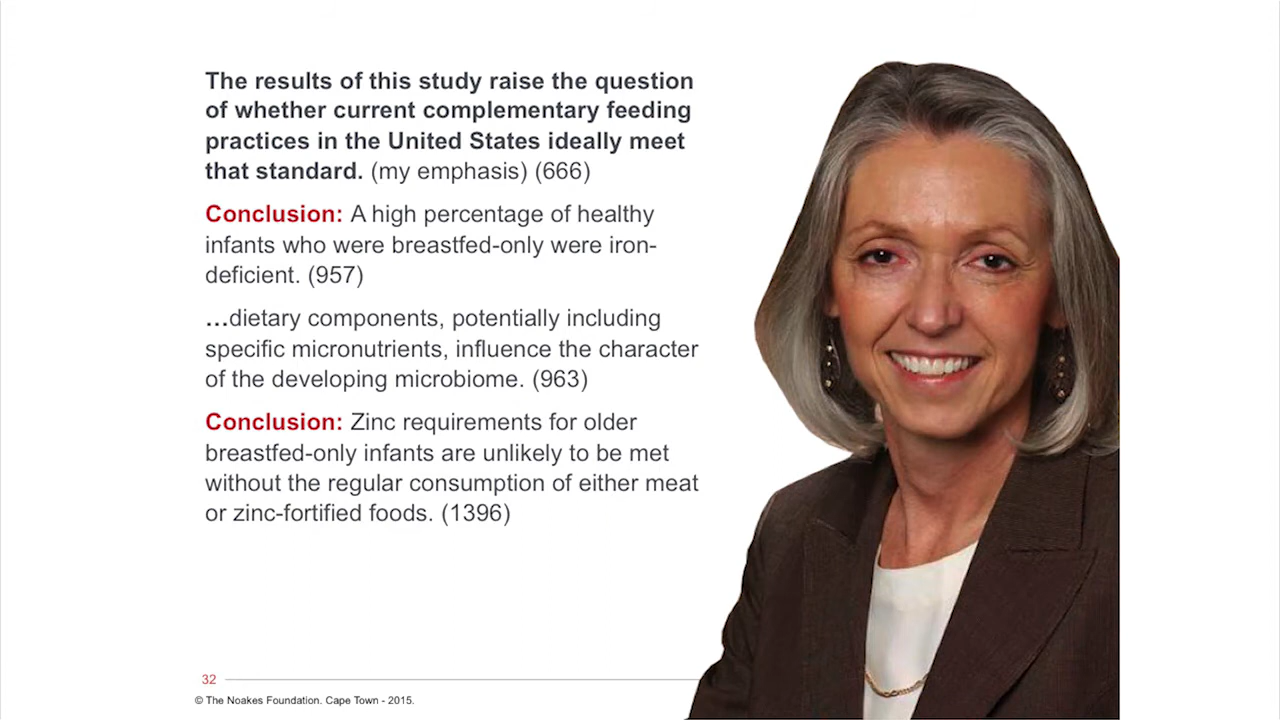 The results of this study raise the question
of whether current complementary feeding
practices in the United States ideally meet
that standard. (my emphasis) (666)
Conclusion: A high percentage of healthy
infants who were breastfed-only were iron-
deficient. (957)
…dietary components, potentially including
specific micronutrients, influence the character
of the developing microbiome. (963)
Conclusion: Zinc requirements for older
breastfed-only infants are unlikely to be met
without the regular consumption of either meat
or zinc-fortified foods. (1396)
32
© The Noakes Foundation. Cape Town - 2015.